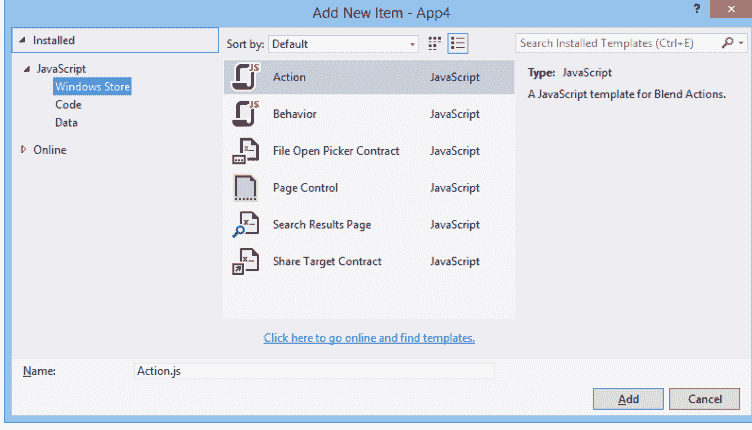 Add New Item - App4
?
Installed
Sort by: Default
Search Installed Templates (Ctrl+E)
JavaScript
Windows Store
Code
Data
Online
JS Action JavaScript
JS Behavior JavaScript
File Open Picker Contract JavaScript
Page Control JavaScript
Search Results Page JavaScript
Share Target Contract JavaScript
Type: JavaScript
A JavaScript template for Blend Actions.
Click here to go online and find templates.
Name: Action.js
Add Cancel